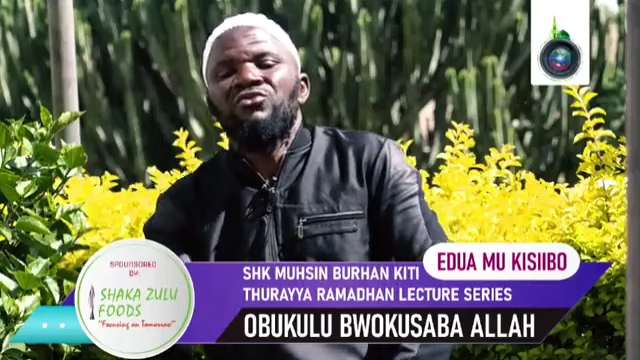 EDUA MU KISIIBO
SPOUNSORED
BY:
SHAKA ZULU
FOODS
"Focusing on Tomorrow"
SHK MUHSIN BURHAN KITI
THURAYYA RAMADHAN LECTURE SERIES
OBUKULU BWOKUSABA ALLAH